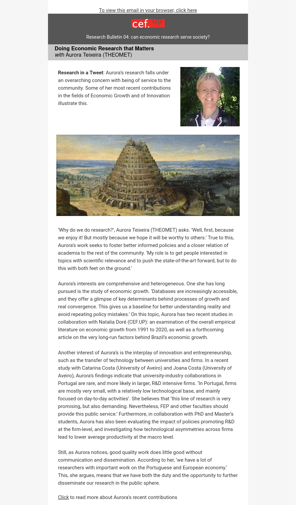 To view this email in your browser, click here
cef.up
Research Bulletin 04: can economic research serve society?
Doing Economic Research that Matters
with Aurora Teixeira (THEOMET)
Research in a Tweet: Aurora's research falls under
an overarching concern with being of service to the
community. Some of her most recent contributions
in the fields of Economic Growth and of Innovation
illustrate this.
'Why do we do research?', Aurora Teixeira (THEOMET) asks. 'Well, first, because
we enjoy it! But mostly because we hope it will be worthy to others.' True to this,
Aurora's work seeks to foster better informed policies and a closer relation of
academia to the rest of the community. 'My role is to get people interested in
topics with scientific relevance and to push the state-of-the-art forward, but to do
this with both feet on the ground.'
Aurora's interests are comprehensive and heterogeneous. One she has long
pursued is the study of economic growth. 'Databases are increasingly accessible,
and they offer a glimpse of key determinants behind processes of growth and
real convergence. This gives us a baseline for better understanding reality and
avoid repeating policy mistakes.' On this topic, Aurora has two recent studies in
collaboration with Natalia Doré (CEF.UP): an examination of the overall empirical
literature on economic growth from 1991 to 2020, as well as a forthcoming
article on the very long-run factors behind Brazil's economic growth.
Another interest of Aurora's is the interplay of innovation and entrepreneurship,
such as the transfer of technology between universities and firms. In a recent
study with Catarina Costa (University of Aveiro) and Joana Costa (University of
Aveiro), Aurora's findings indicate that university-industry collaborations in
Portugal are rare, and more likely in larger, R&D intensive firms. 'In Portugal, firms
are mostly very small, with a relatively low technological base, and mainly
focused on day-to-day activities'. She believes that 'this line of research is very
promising, but also demanding. Nevertheless, FEP and other faculties should
provide this public service.' Furthermore, in collaboration with PhD and Master's
students, Aurora has also been evaluating the impact of policies promoting R&D
at the firm-level, and investigating how technological asymmetries across firms
lead to lower average productivity at the macro level.
Still, as Aurora notices, good quality work does little good without
communication and dissemination. According to her, 'we have a lot of
researchers with important work on the Portuguese and European economy.'
This, she argues, means that we have both the duty and the opportunity to further
disseminate our research in the public sphere.
Click to read more about Aurora's recent contributions